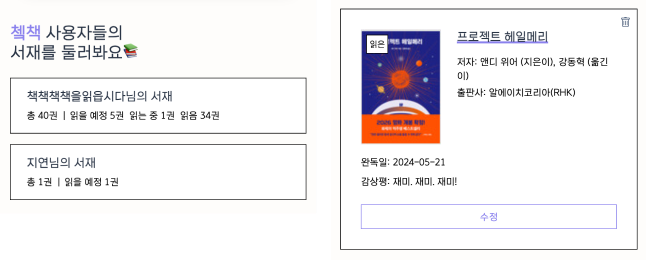 첵책 사용자들의
서재를 둘러봐요
책책책책을읽읍시다님의 서재
총 40권 | 읽을 예정 5권 읽는 중 1권 읽음 34권
지연님의 서재
총 1권 | 읽을 예정 1권
읽은
프로젝트 헤일메리
프로젝트 헤일메리
저자: 앤디 위어 (지은이), 강동혁 (옮긴
이)
출판사: 알에이치코리아(RHK)
완독일: 2024-05-21
감상평: 재미. 재미. 재미!
수정